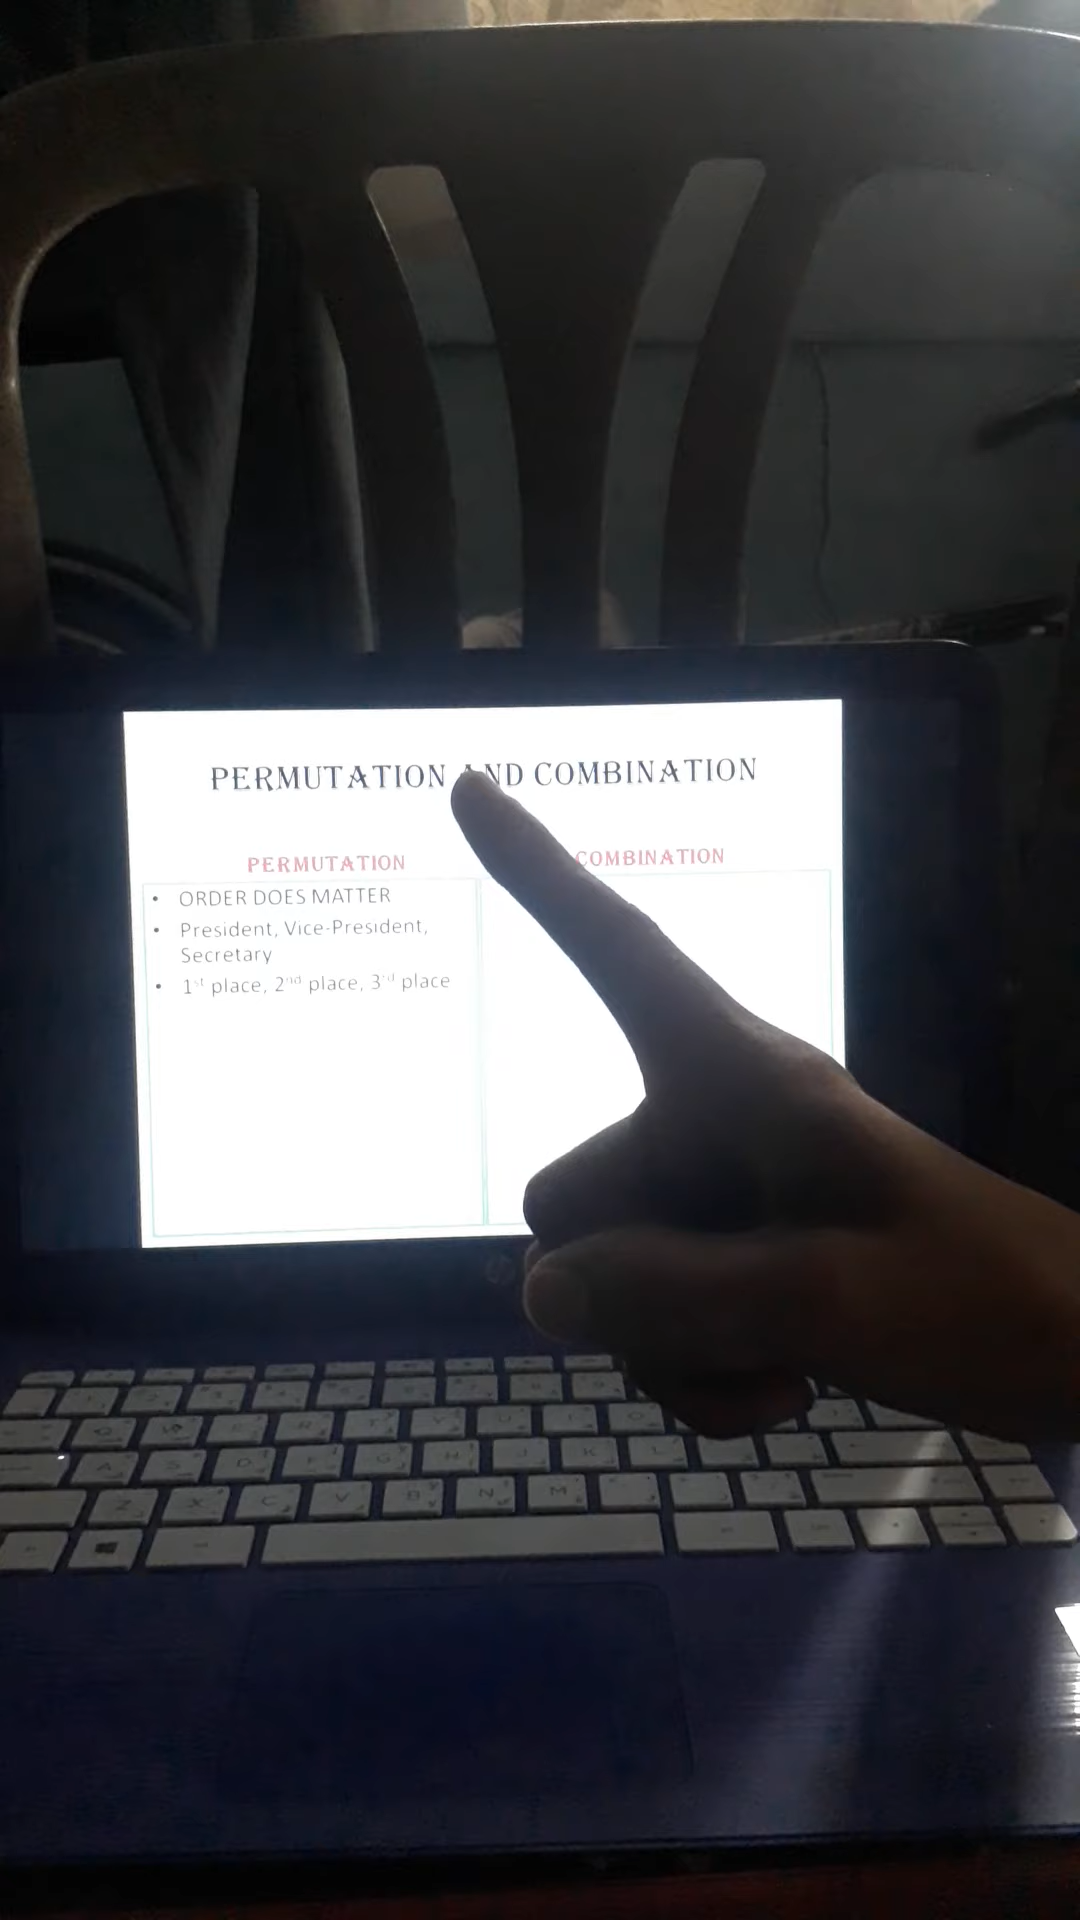 PERMUTATION AND COMBINATION
PERMUTATION
COMBINATION
• ORDER DOES MATTER
• President, Vice-President,
Secretary
• 1st place, 2nd place, 3rd place
A
D
G
H
J
K
L
Z
X
C
V
B
N
M